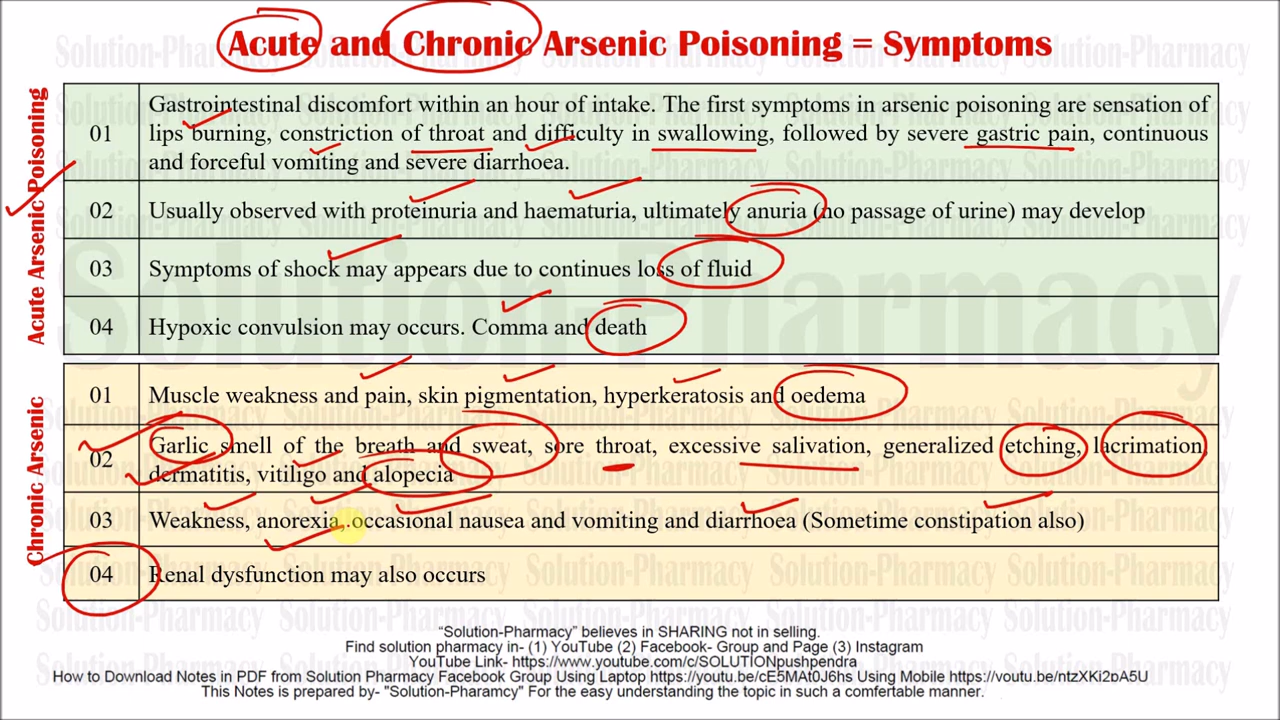 Acute and Chronic Arsenic Poisoning = Symptoms
Acute Arsenic Poisoning
01
Gastrointestinal discomfort within an hour of intake. The first symptoms in arsenic poisoning are sensation of
lips burning, constriction of throat and difficulty in swallowing, followed by severe gastric pain, continuous
and forceful vomiting and severe diarrhoea.
02
Usually observed with proteinuria and haematuria, ultimately anuria (no passage of urine) may develop
03
Symptoms of shock may appears due to continues loss of fluid
04
Hypoxic convulsion may occurs. Comma and death
Chronic Arsenic
01
Muscle weakness and pain, skin pigmentation, hyperkeratosis and oedema
02
Garlic smell of the breath and sweat, sore throat, excessive salivation, generalized etching, lacrimation,
dermatitis, vitiligo and alopecia
03
Weakness, anorexia, occasional nausea and vomiting and diarrhoea (Sometime constipation also)
04
Renal dysfunction may also occurs
Solution-Pharmacy
"Solution-Pharmacy" believes in SHARING not in selling.
Find solution pharmacy in- (1) YouTube (2) Facebook- Group and Page (3) Instagram
YouTube Link- https://www.youtube.com/c/SOLUTIONpushpendra
How to Download Notes in PDF from Solution Pharmacy Facebook Group Using Laptop https://youtu.be/cE5MAt0J6hs Using Mobile https://youtu.be/ntzXKi2bA5U
This Notes is prepared by- "Solution-Pharamcy" For the easy understanding the topic in such a comfertable manner.